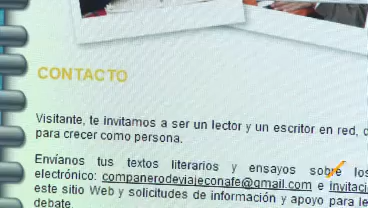 CONTACTO
Visitante, te invitamos a ser un lector y un escritor en red,
para crecer como persona.
Envíanos tus textos literarios y ensayos sobre los
electrónico: companerodeviajeconafe@gmail.com e
este sitio Web y solicitudes de información y apoyo para
debate.